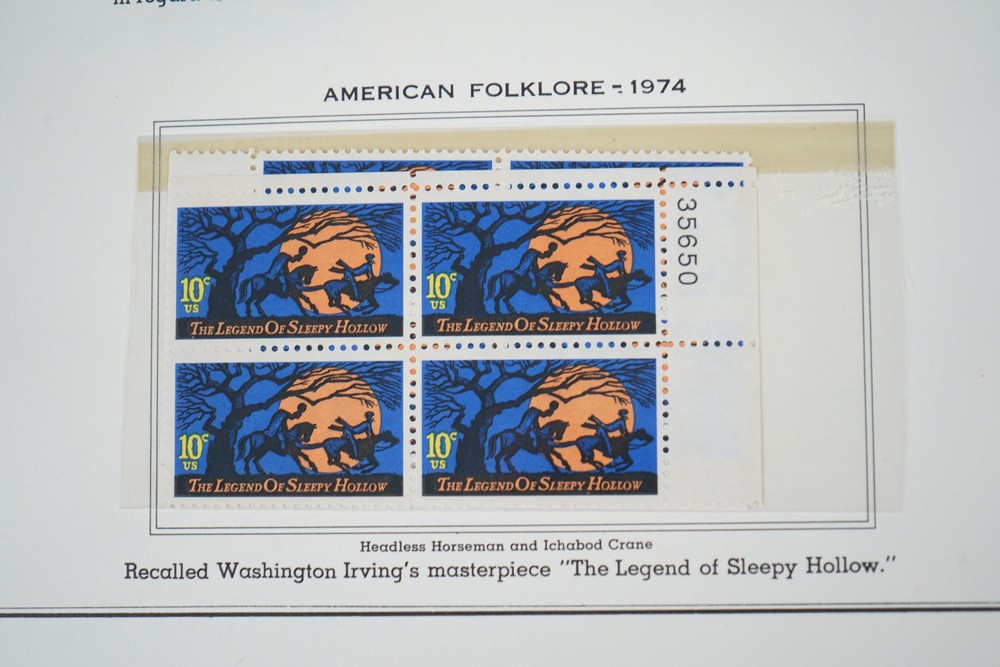 in regard
AMERICAN FOLKLORE - 1974
35650
10c
US
THE LEGEND OF SLEEPY HOLLOW
10c
US
THE LEGEND OF SLEEPY HOLLOW
10c
US
THE LEGEND OF SLEEPY HOLLOW
10c
US
THE LEGEND OF SLEEPY HOLLOW
Headless Horseman and Ichabod Crane
Recalled Washington Irving's masterpiece "The Legend of Sleepy Hollow."